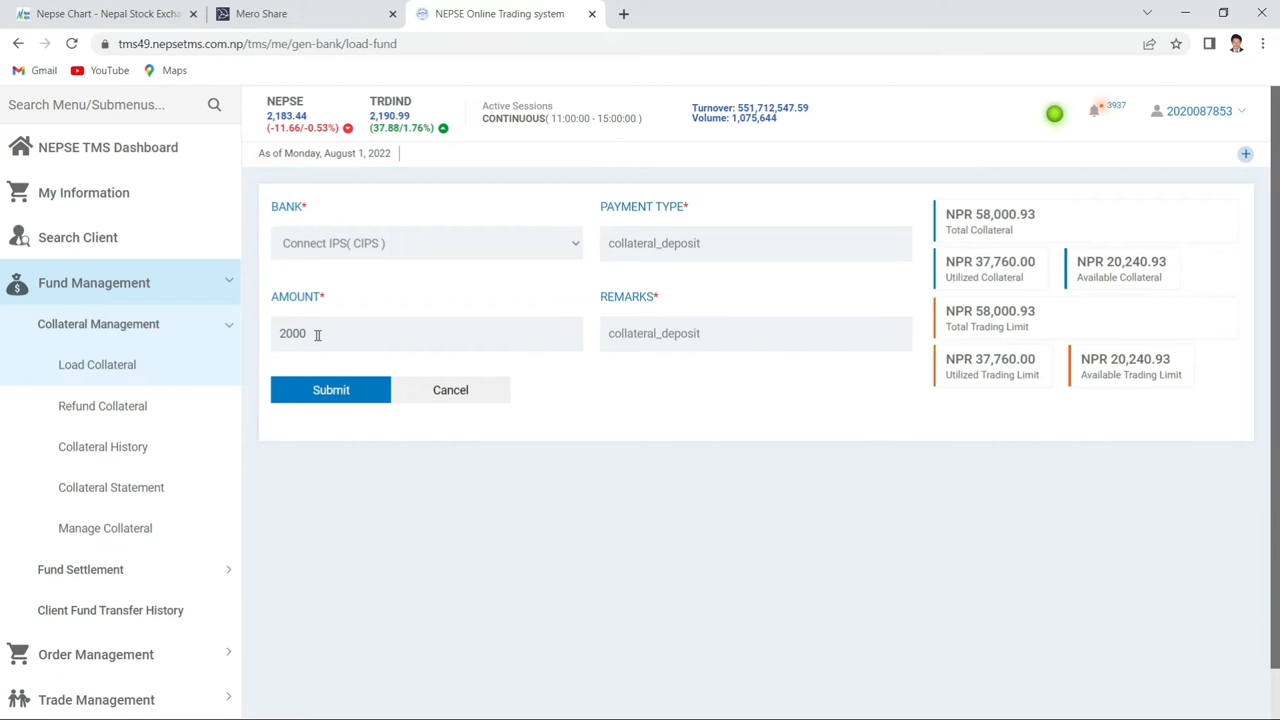 Nepse Chart - Nepal Stock Excha
Mero Share
NEPSE Online Trading system
tms49.nepsetms.com.np/tms/me/gen-bank/load-fund
Gmail
YouTube
Maps
Search Menu/Submenus...
NEPSE
2,183.44
(-11.66/-0.53%)
TRDIND
2,190.99
(37.88/1.76%)
Active Sessions
CONTINUOUS( 11:00:00 - 15:00:00 )
Turnover: 551,712,547.59
Volume: 1,075,644
3937
2020087853
As of Monday, August 1, 2022
NEPSE TMS Dashboard
My Information
Search Client
Fund Management
Collateral Management
Load Collateral
Refund Collateral
Collateral History
Collateral Statement
Manage Collateral
Fund Settlement
Client Fund Transfer History
Order Management
Trade Management
BANK*
Connect IPS( CIPS )
PAYMENT TYPE*
collateral_deposit
AMOUNT*
2000
REMARKS*
collateral_deposit
Submit
Cancel
NPR 58,000.93
Total Collateral
NPR 37,760.00
Utilized Collateral
NPR 20,240.93
Available Collateral
NPR 58,000.93
Total Trading Limit
NPR 37,760.00
Utilized Trading Limit
NPR 20,240.93
Available Trading Limit